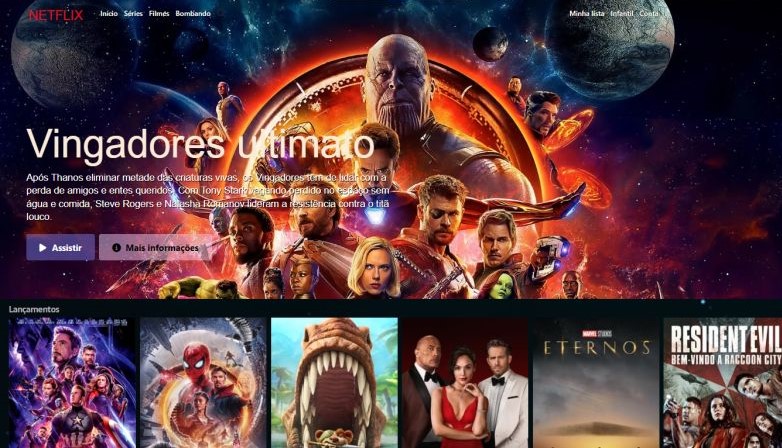 NETFLIX
Inicio Séries Filmes Bombando
Minha lista Infantil Conta
Vingadores ultimato
Após Thanos eliminar metade das criaturas vivas, os Vingadores têm de lidar com a
perda de amigos e entes queridos. Com Tony Stark vagando perdido no espaço sem
água e comida, Steve Rogers e Natasha Romanov lideram a resistência contra o titã
louco.
Assistir
Mais informações
Lançamentos
MARVEL STUDIOS
ETERNOS
RESIDENT EVIL
BEM-VINDO A RACCOON CITY